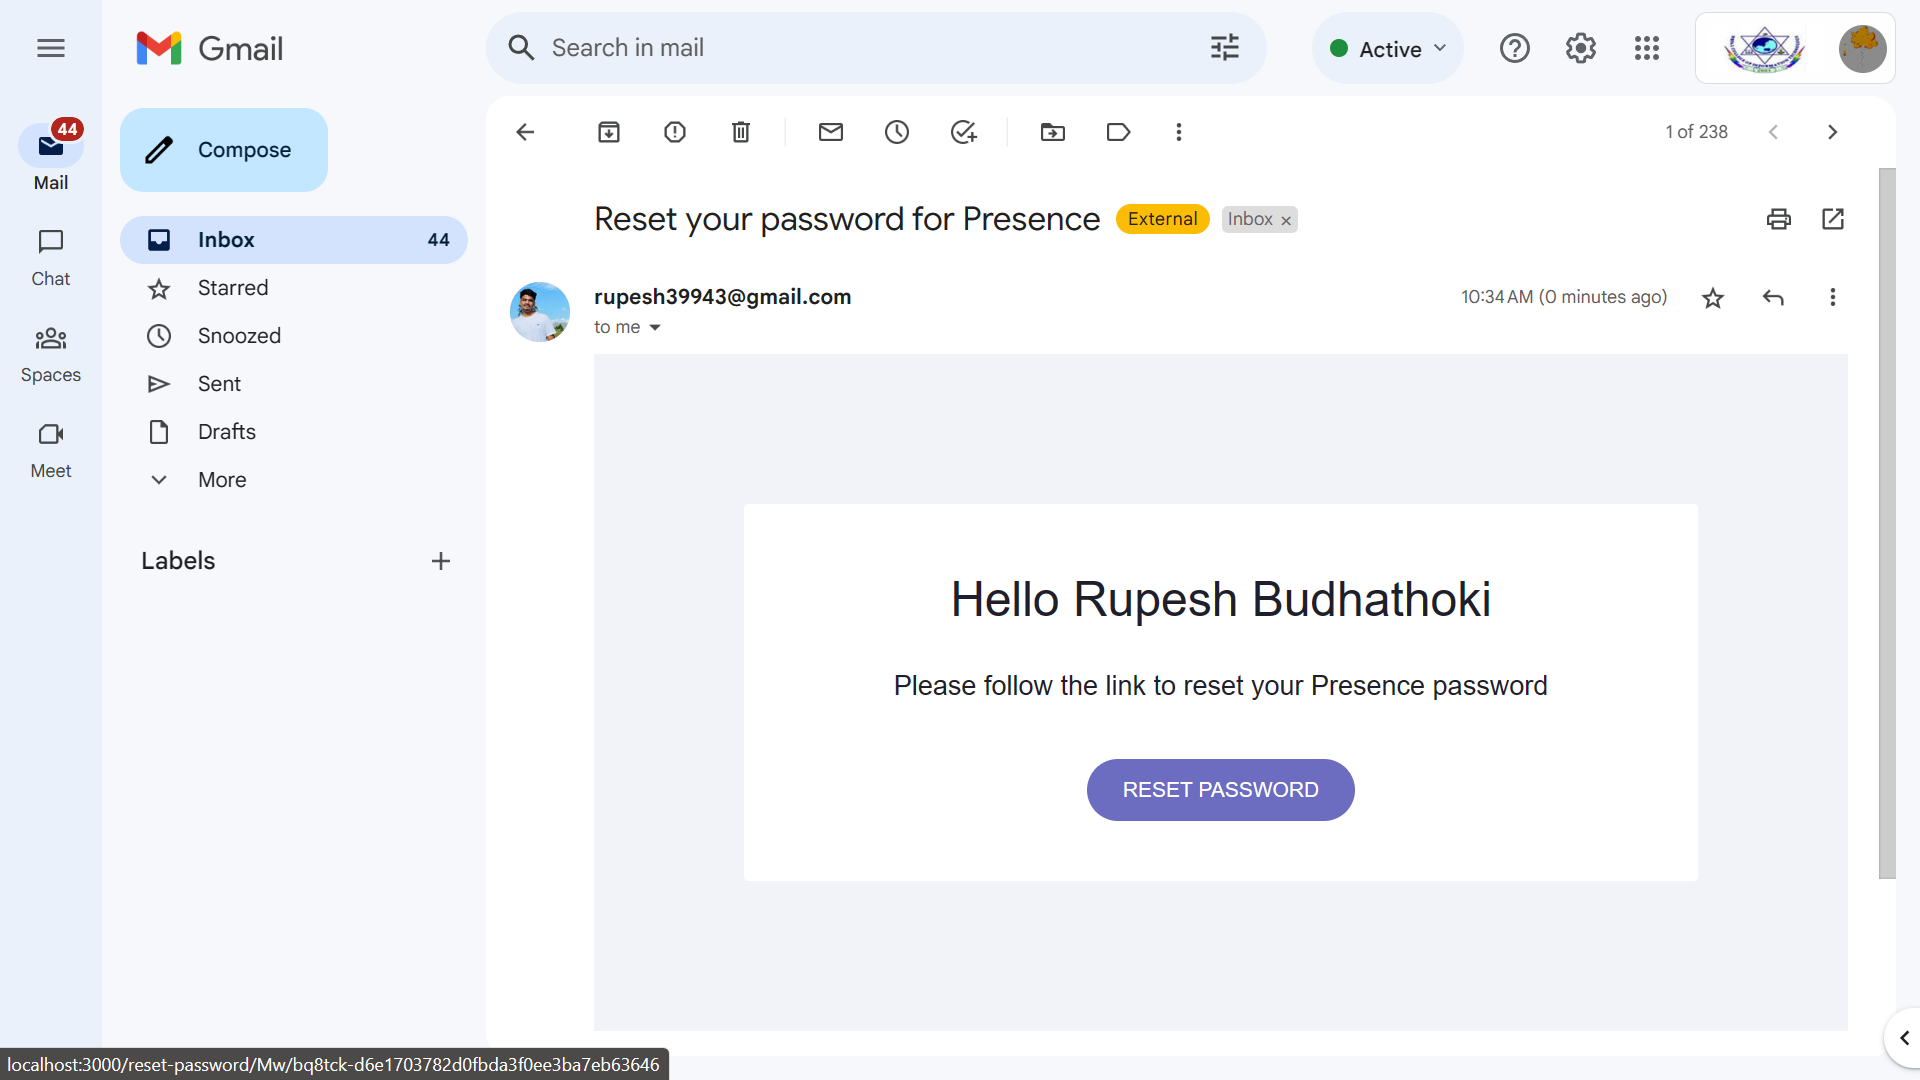 Gmail
Search in mail
Active
44
Mail
Chat
Spaces
Meet
Compose
Inbox 44
Starred
Snoozed
Sent
Drafts
More
Labels
1 of 238
Reset your password for Presence External Inbox ×
rupesh39943@gmail.com
10:34 AM (0 minutes ago)
to me
Hello Rupesh Budhathoki
Please follow the link to reset your Presence password
RESET PASSWORD
localhost:3000/reset-password/Mw/bq8tck-d6e1703782d0fbda3f0ee3ba7eb63646